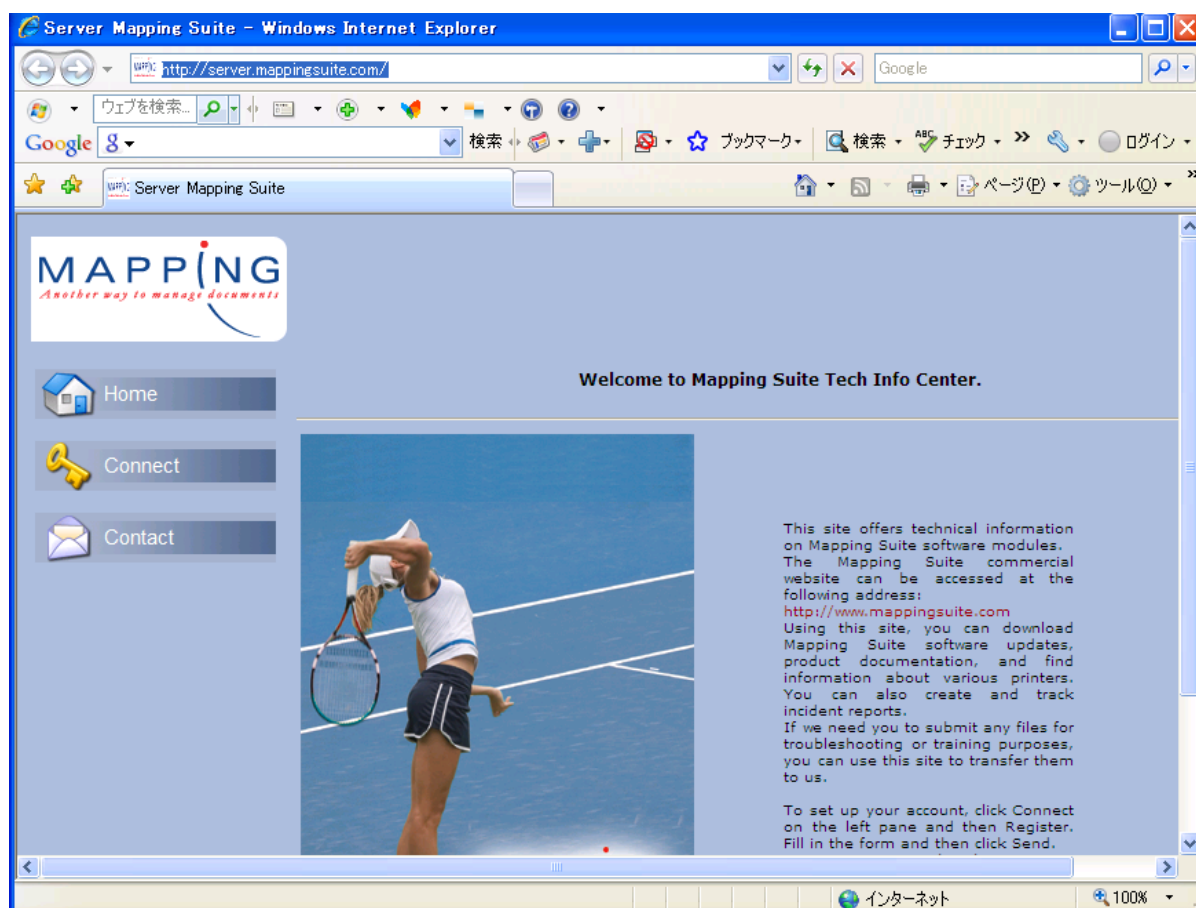 Server Mapping Suite - Windows Internet Explorer
http://server.mappingsuite.com/
Google
ウェブを検索...
Google
検索
ブックマーク
検索
ABC チェック
ログイン
Server Mapping Suite
ページ(P)
ツール(O)
MAPPING
Another way to manage documents
Home
Connect
Contact
Welcome to Mapping Suite Tech Info Center.
This site offers technical information
on Mapping Suite software modules.
The Mapping Suite commercial
website can be accessed at the
following address:
http://www.mappingsuite.com
Using this site, you can download
Mapping Suite software updates,
product documentation, and find
information about various printers.
You can also create and track
incident reports.
If we need you to submit any files for
troubleshooting or training purposes,
you can use this site to transfer them
to us.
To set up your account, click Connect
on the left pane and then Register.
Fill in the form and then click Send.
インターネット
100%